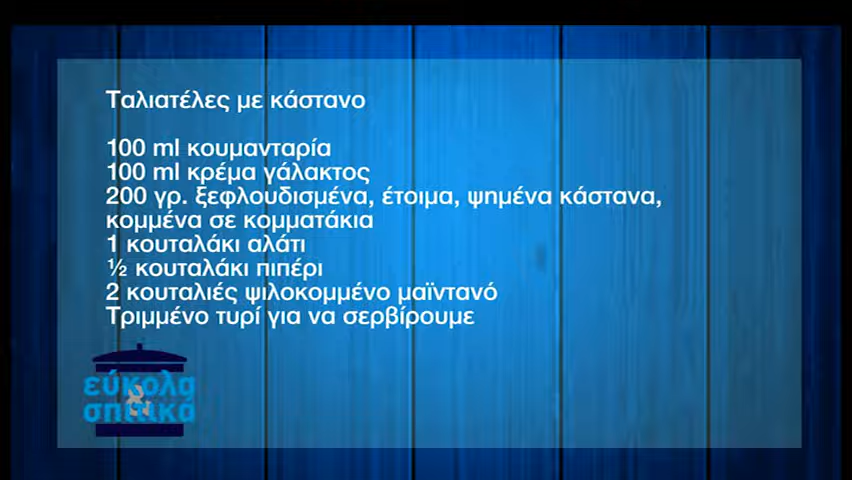 Ταλιατέλες με κάστανο
100 ml κουμανταρία
100 ml κρέμα γάλακτος
200 γρ. ξεφλουδισμένα, έτοιμα, ψημένα κάστανα,
κομμένα σε κομματάκια
1 κουταλάκι αλάτι
½ κουταλάκι πιπέρι
2 κουταλιές ψιλοκομμένο μαϊντανό
Τριμμένο τυρί για να σερβίρουμε
εύκολα
&
σπιτικά